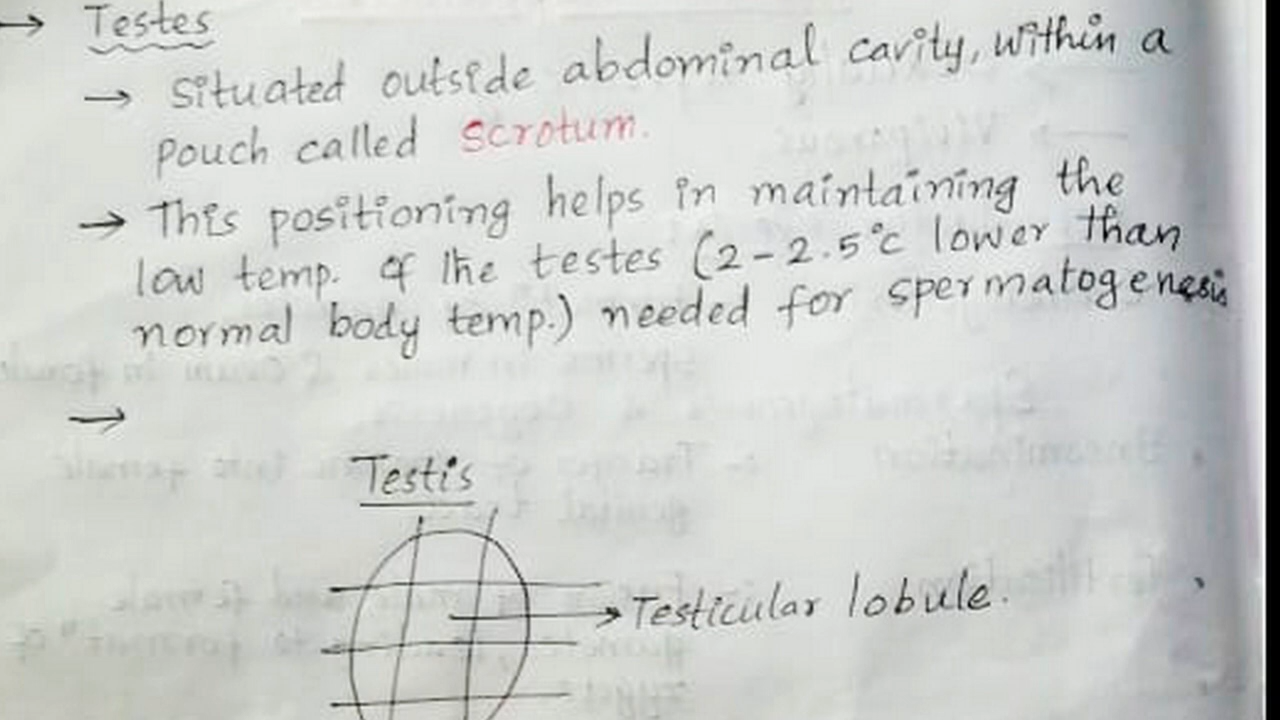 → Testes
→ Situated outside abdominal cavity, within a
pouch called Scrotum.
→ This positioning helps in maintaining the
low temp. of the testes (2-2.5°c lower than
normal body temp.) needed for spermatogenesis
→
Testis
→ Testicular lobule.